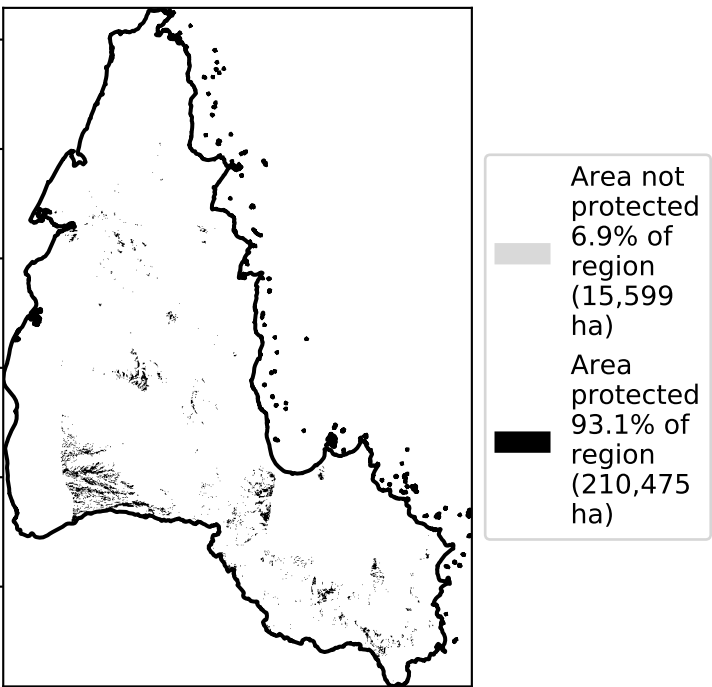 Area not
protected
6.9% of
region
(15,599
ha)
Area
protected
93.1% of
region
(210,475
ha)